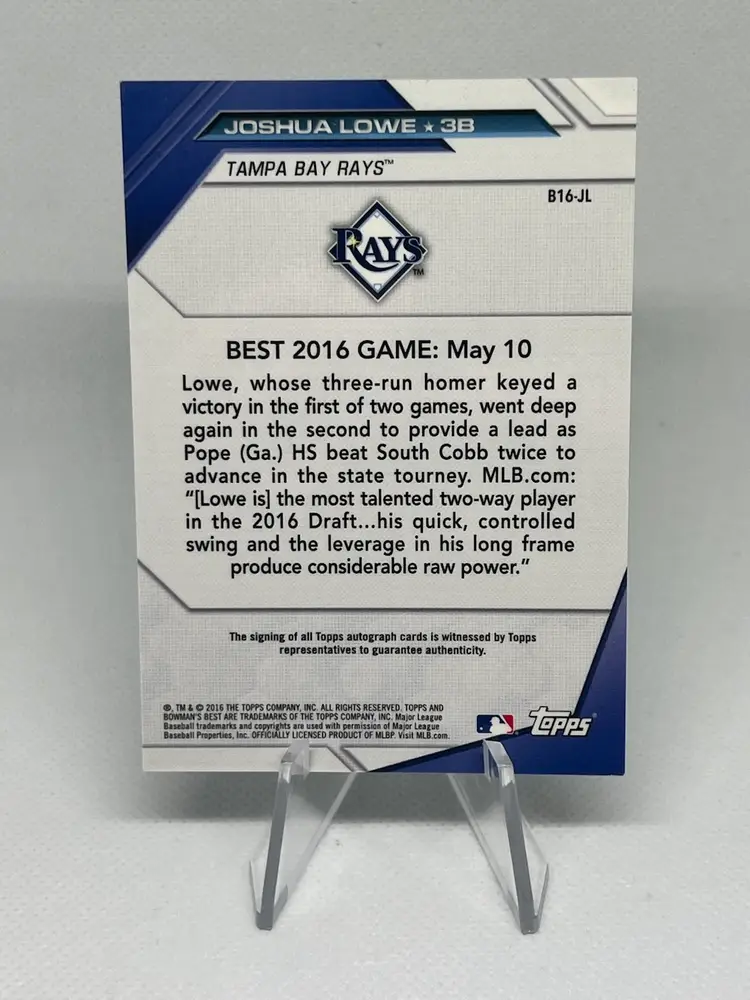 JOSHUA LOWE ★ 3B
TAMPA BAY RAYS™
B16-JL
RAYS
TM
BEST 2016 GAME: May 10
Lowe, whose three-run homer keyed a
victory in the first of two games, went deep
again in the second to provide a lead as
Pope (Ga.) HS beat South Cobb twice to
advance in the state tourney. MLB.com:
“[Lowe is] the most talented two-way player
in the 2016 Draft...his quick, controlled
swing and the leverage in his long frame
produce considerable raw power.”
The signing of all Topps autograph cards is witnessed by Topps
representatives to guarantee authenticity.
®, TM & © 2016 THE TOPPS COMPANY, INC. ALL RIGHTS RESERVED. TOPPS AND
BOWMAN'S BEST ARE TRADEMARKS OF THE TOPPS COMPANY, INC. Major League
Baseball trademarks and copyrights are used with permission of Major League
Baseball Properties, Inc. OFFICIALLY LICENSED PRODUCT OF MLBP. Visit MLB.com.
topps